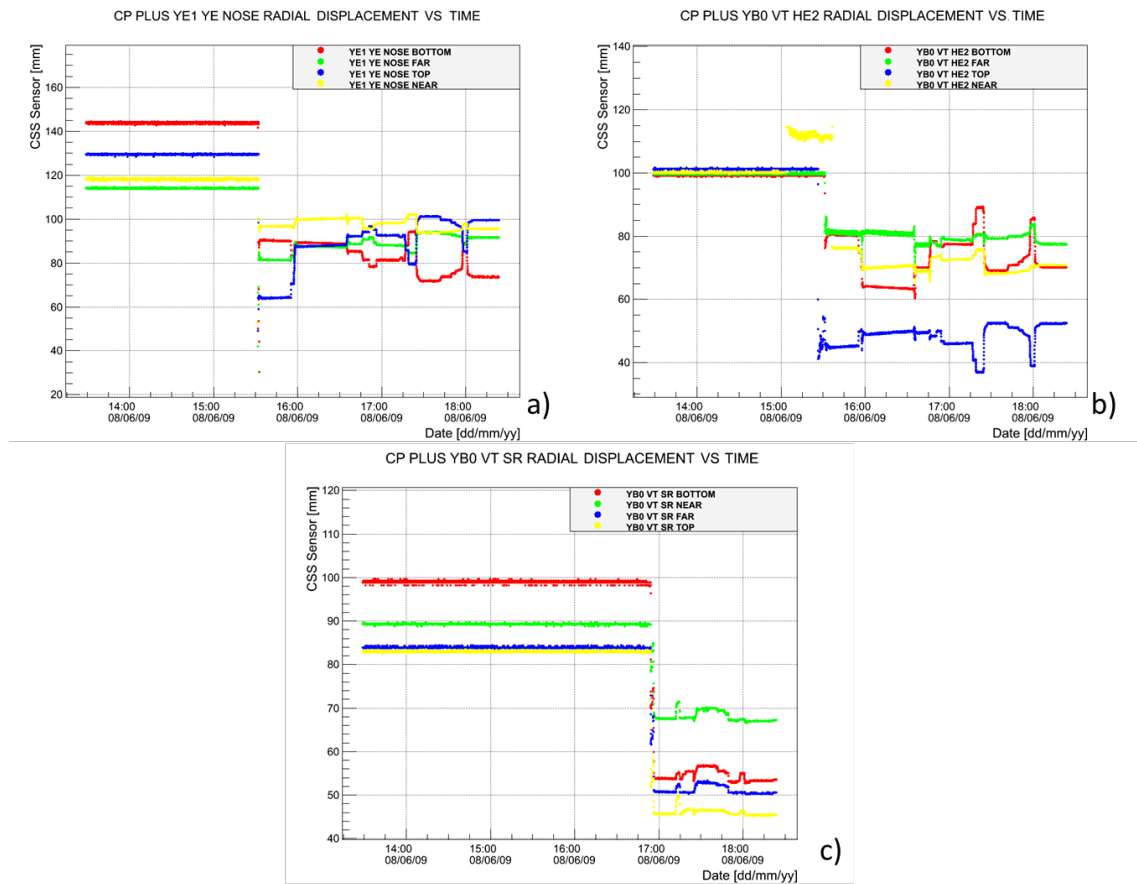 CP PLUS YE1 YE NOSE RADIAL DISPLACEMENT VS TIME
CSS Sensor [mm]
160
140
120
100
80
60
40
20
YE1 YE NOSE BOTTOM
YE1 YE NOSE FAR
YE1 YE NOSE TOP
YE1 YE NOSE NEAR
14:00 15:00 16:00 17:00 18:00
08/06/09 08/06/09 08/06/09 08/06/09 08/06/09
Date [dd/mm/yy]
a)
CP PLUS YB0 VT HE2 RADIAL DISPLACEMENT VS TIME
CSS Sensor [mm]
140
120
100
80
60
40
YB0 VT HE2 BOTTOM
YB0 VT HE2 FAR
YB0 VT HE2 TOP
YB0 VT HE2 NEAR
14:00 15:00 16:00 17:00 18:00
08/06/09 08/06/09 08/06/09 08/06/09 08/06/09
Date [dd/mm/yy]
b)
CP PLUS YB0 VT SR RADIAL DISPLACEMENT VS TIME
CSS Sensor [mm]
120
110
100
90
80
70
60
50
40
YB0 VT SR BOTTOM
YB0 VT SR NEAR
YB0 VT SR FAR
YB0 VT SR TOP
14:00 15:00 16:00 17:00 18:00
08/06/09 08/06/09 08/06/09 08/06/09 08/06/09
Date [dd/mm/yy]
c)